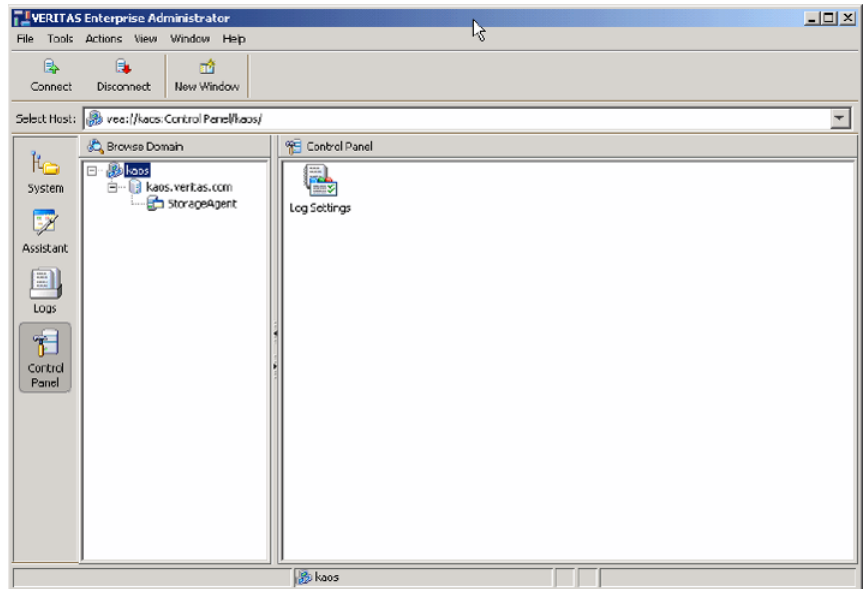 VERITAS Enterprise Administrator
File Tools Actions View Window Help
Connect Disconnect New Window
Select Host: vea://kaos:Control Panel/kaos/
System
Assistant
Logs
Control
Panel
Browse Domain
kaos
kaos.veritas.com
StorageAgent
Control Panel
Log Settings
kaos